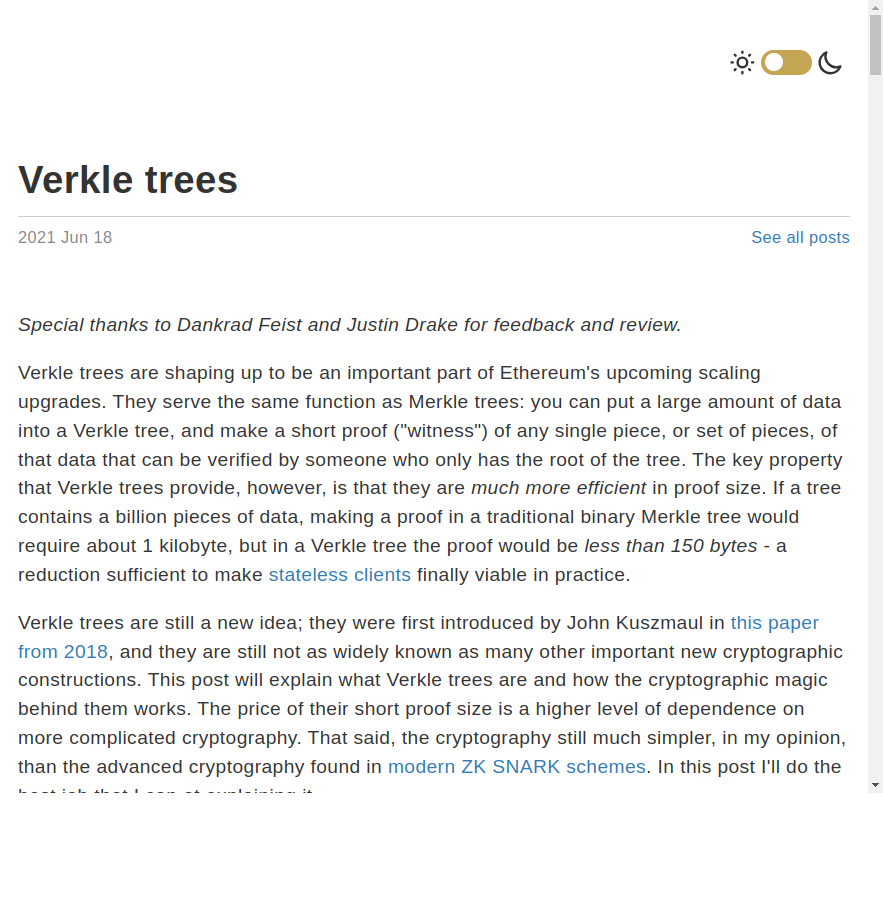 Verkle trees
2021 Jun 18
See all posts
Special thanks to Dankrad Feist and Justin Drake for feedback and review.
Verkle trees are shaping up to be an important part of Ethereum's upcoming scaling
upgrades. They serve the same function as Merkle trees: you can put a large amount of data
into a Verkle tree, and make a short proof ("witness") of any single piece, or set of pieces, of
that data that can be verified by someone who only has the root of the tree. The key property
that Verkle trees provide, however, is that they are much more efficient in proof size. If a tree
contains a billion pieces of data, making a proof in a traditional binary Merkle tree would
require about 1 kilobyte, but in a Verkle tree the proof would be less than 150 bytes - a
reduction sufficient to make stateless clients finally viable in practice.
Verkle trees are still a new idea; they were first introduced by John Kuszmaul in this paper
from 2018, and they are still not as widely known as many other important new cryptographic
constructions. This post will explain what Verkle trees are and how the cryptographic magic
behind them works. The price of their short proof size is a higher level of dependence on
more complicated cryptography. That said, the cryptography still much simpler, in my opinion,
than the advanced cryptography found in modern ZK SNARK schemes. In this post I'll do the
best job that I can at explaining it.